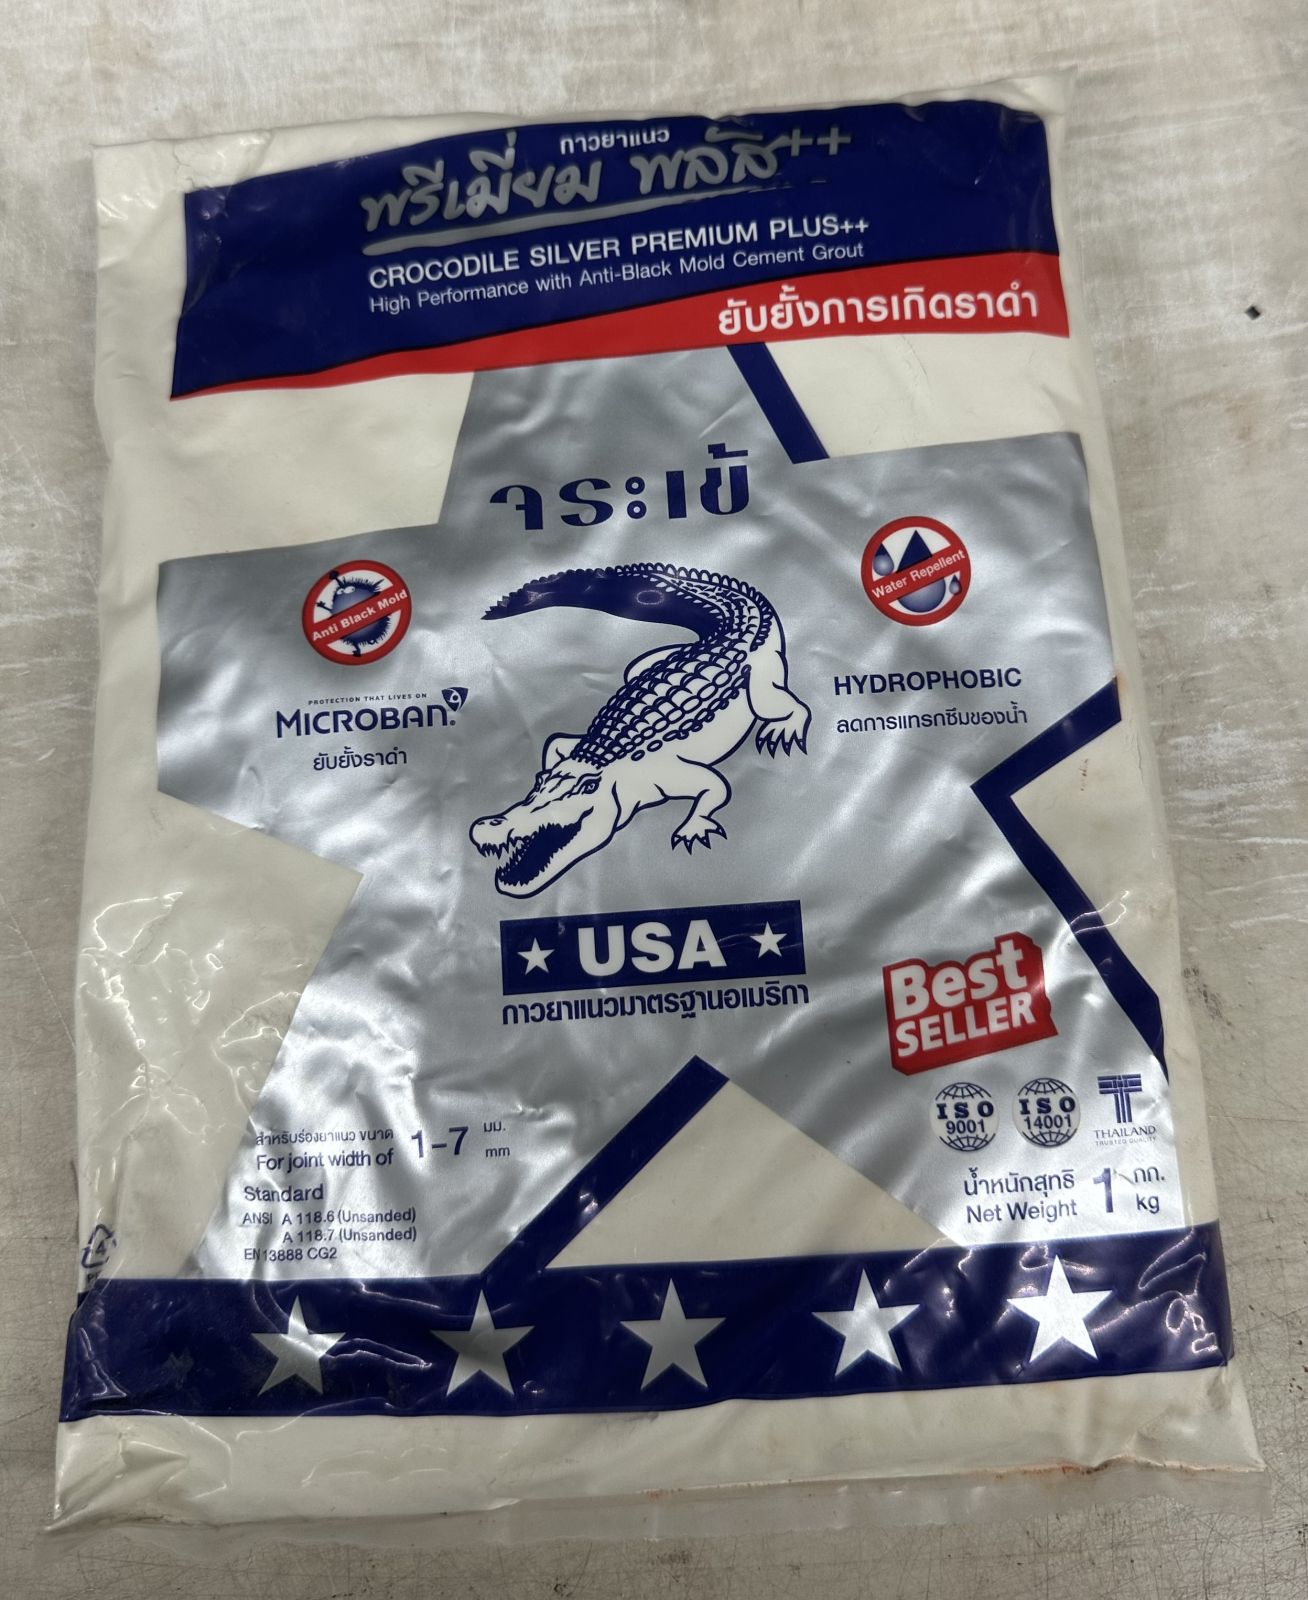 กาวยาแนว
พรีเมี่ยม พลัส++
CROCODILE SILVER PREMIUM PLUS++
High Performance with Anti-Black Mold Cement Grout
ยับยั้งการเกิดราดำ
จระเข้
Anti Black Mold
Water Repellent
PROTECTION THAT LIVES ON
MICROBAN®
ยับยั้งราดำ
HYDROPHOBIC
ลดการแทรกซึมของน้ำ
USA
กาวยาแนวมาตรฐานอเมริกา
Best
SELLER
ISO
9001
ISO
14001
THAILAND
TRUSTED QUALITY
สำหรับร่องยาแนว ขนาด
For joint width of
1-7
มม.
mm
Standard
ANSI A 118.6 (Unsanded)
A 118.7 (Unsanded)
EN 13888 CG2
น้ำหนักสุทธิ
Net Weight
1
กก.
kg
4